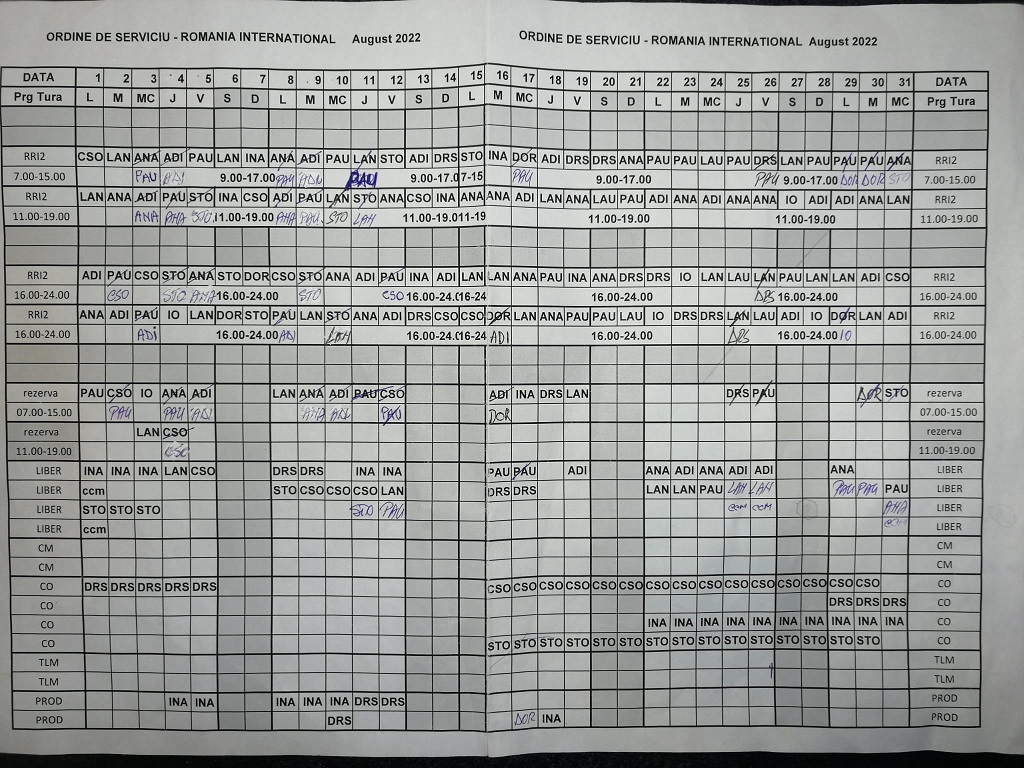 ORDINE DE SERVICIU - ROMANIA INTERNATIONAL August 2022 ORDINE DE SERVICIU - ROMANIA INTERNATIONAL August 2022
DATA 1 2 3 4 5 6 7 8 9 10 11 12 13 14 15 16 17 18 19 20 21 22 23 24 25 26 27 28 29 30 31 DATA
Prg Tura L M MC J V S D L M MC J V S D L M MC J V S D L M MC J V S D L M MC Prg Tura
RRI2 CSO LAN ANA ADI PAU LAN INA ANA ADI PAU LAN STO ADI DRS STO INA DOR ADI DRS DRS ANA PAU PAU LAU PAU DRS LAN PAU PAU PAU ANA RRI2
7.00-15.00 PAU ADI 9.00-17.00 PAU ADI PAU 9.00-17.0 7-15 PAU 9.00-17.00 PAU 9.00-17.00 DOR DOR STO 7.00-15.00
RRI2 LAN ANA ADI PAU STO INA CSO ADI PAU LAN STO ANA CSO INA ANA ANA ADI LAN LAU PAU ADI LAU PAU ADI ANA ADI ANA IO ADI ADI ANA LAN RRI2
11.00-19.00 ANA PAU STO 11.00-19.00 ANA PAU STO LAN 11.00-19.0 11-19 11.00-19.00 11.00-19.00 11.00-19.00
RRI2 ADI PAU CSO STO ANA STO DOR CSO STO ANA ADI PAU INA ADI LAN LAN ANA PAU INA ANA DRS DRS IO LAN LAU LAN PAU LAN LAN ADI CSO RRI2
16.00-24.00 CSO STO ANA 16.00-24.00 STO CSO 16.00-24.0 16-24 16.00-24.00 DRS 16.00-24.00 16.00-24.00
RRI2 ANA ADI PAU IO LAN DOR STO PAU LAN STO ANA ADI DRS CSO CSO DOR LAN ANA PAU PAU LAU IO DRS DRS LAN LAU ADI IO DOR LAN ADI RRI2
16.00-24.00 ADI 16.00-24.00 ADI LAN 16.00-24.0 16-24 ADI 16.00-24.00 DRS 16.00-24.00 IO 16.00-24.00
rezerva PAU CSO IO ANA ADI LAN ANA ADI PAU CSO ADI INA DRS LAN DRS PAU DOR STO rezerva
07.00-15.00 PAU PAU ADI ANA ADI PAU DOR 07.00-15.00
rezerva LAN CSO rezerva
11.00-19.00 CSO 11.00-19.00
LIBER INA INA INA LAN CSO DRS DRS INA INA PAU PAU ADI ANA ADI ANA ADI ADI ANA LIBER
LIBER ccm STO CSO CSO CSO LAN DRS DRS LAN LAN PAU LAN LAN PAU PAU PAU LIBER
LIBER STO STO STO STO PAU CCM CCM ANA LIBER
LIBER ccm CCM LIBER
CM CM
CM CM
CO DRS DRS DRS DRS DRS CSO CSO CSO CSO CSO CSO CSO CSO CSO CSO CSO CSO CSO CSO CSO CO
CO DRS DRS DRS CO
CO INA INA INA INA INA INA INA INA INA INA CO
CO STO STO STO STO STO STO STO STO STO STO STO STO STO STO STO CO
TLM TLM
TLM TLM
PROD INA INA INA INA INA DRS DRS PROD
PROD DRS DOR INA PROD